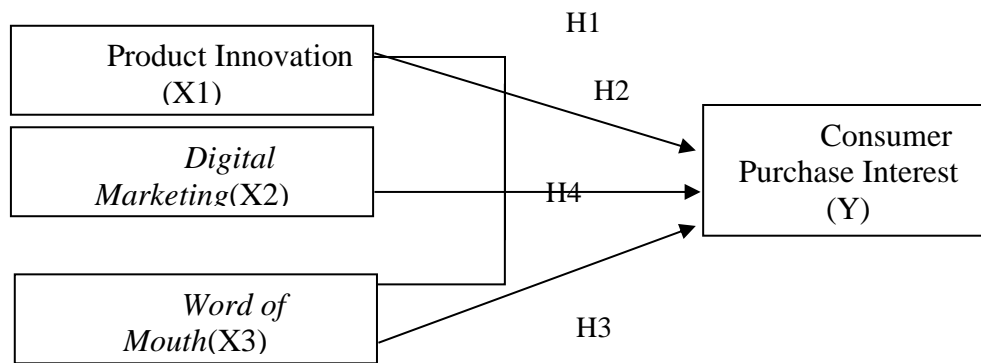 H1
Product Innovation
(X1)
H2
Consumer
Purchase Interest
(Y)
Digital
Marketing(X2)
H4
Word of
Mouth(X3)
H3